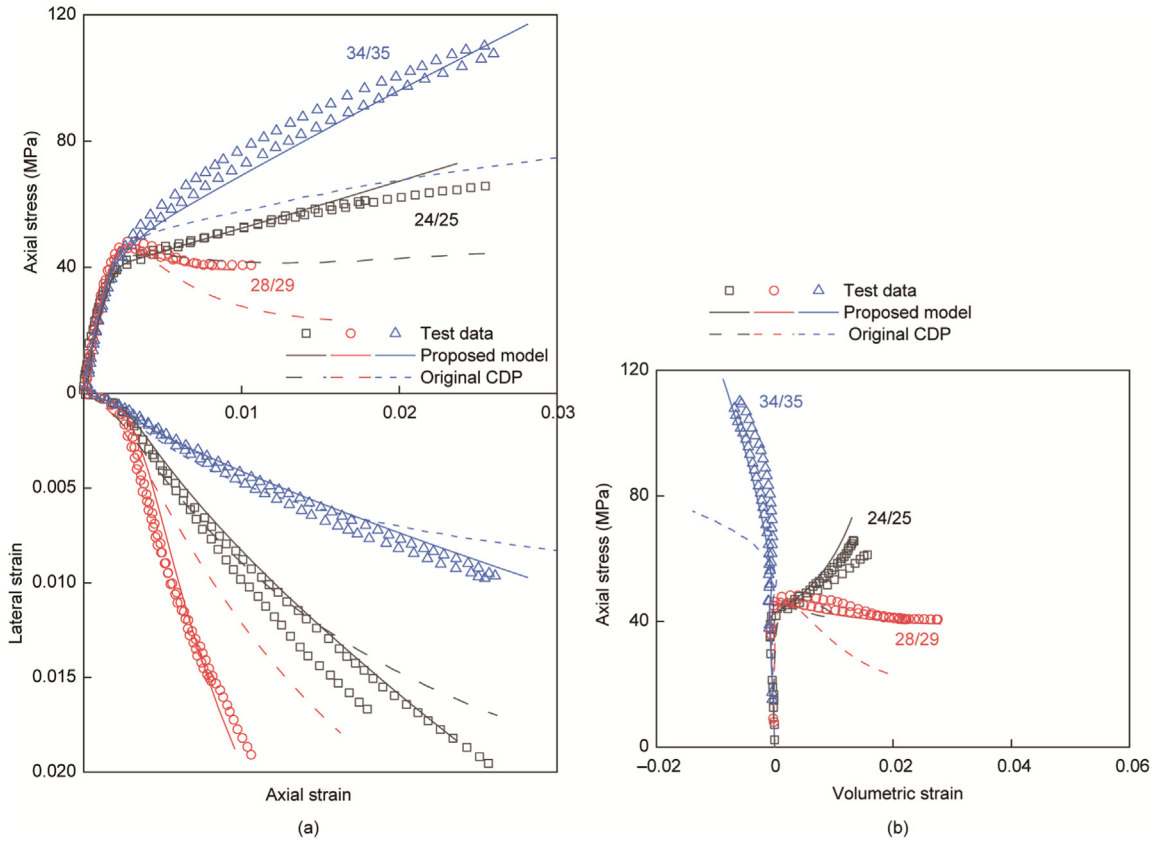 120
34/35
80
Axial stress (MPa)
24/25
40
28/29
Test data
Proposed model
Original CDP
0
0.01
0.02
0.03
0.005
0.010
Lateral strain
0.015
0.020
Axial strain
(a)
Test data
Proposed model
Original CDP
120
34/35
80
Axial stress (MPa)
24/25
40
28/29
0
−0.02
0
0.02
0.04
0.06
Volumetric strain
(b)